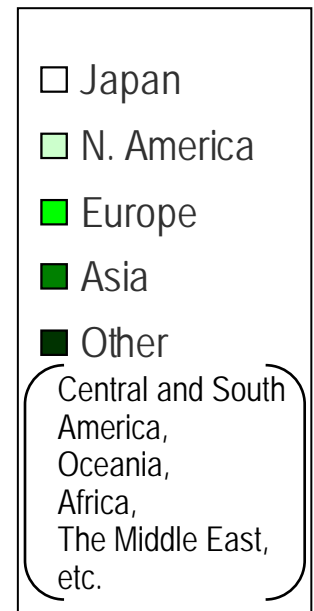 Japan
N. America
Europe
Asia
Other
Central and South
America,
Oceania,
Africa,
The Middle East,
etc.